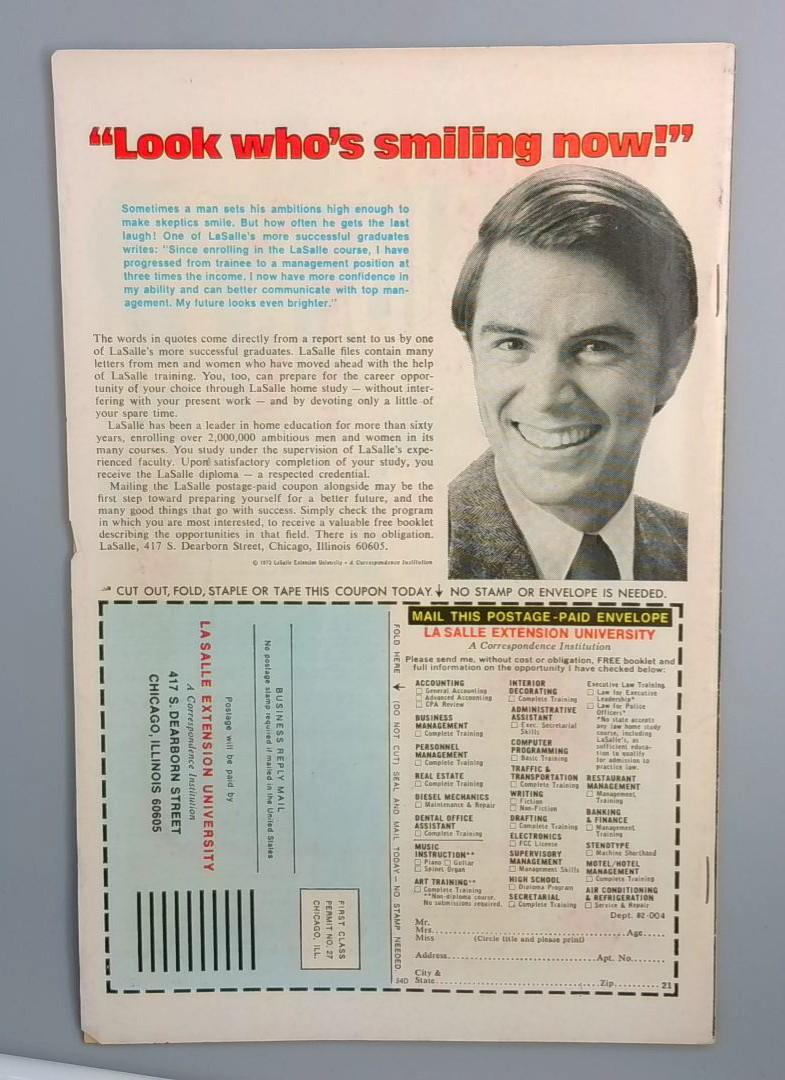 “Look who’s smiling now!”
Sometimes a man sets his ambitions high enough to
make skeptics smile. But how often he gets the last
laugh! One of LaSalle's more successful graduates
writes: "Since enrolling in the LaSalle course, I have
progressed from trainee to a management position at
three times the income. I now have more confidence in
my ability and can better communicate with top man-
agement. My future looks even brighter."
The words in quotes come directly from a report sent to us by one
of LaSalle's more successful graduates. LaSalle files contain many
letters from men and women who have moved ahead with the help
of LaSalle training. You, too, can prepare for the career oppor-
tunity of your choice through LaSalle home study — without inter-
fering with your present work — and by devoting only a little of
your spare time.
LaSalle has been a leader in home education for more than sixty
years, enrolling over 2,000,000 ambitious men and women in its
many courses. You study under the supervision of LaSalle's expe-
rienced faculty. Upon satisfactory completion of your study, you
receive the LaSalle diploma — a respected credential.
Mailing the LaSalle postage-paid coupon alongside may be the
first step toward preparing yourself for a better future, and the
many good things that go with success. Simply check the program
in which you are most interested, to receive a valuable free booklet
describing the opportunities in that field. There is no obligation.
LaSalle, 417 S. Dearborn Street, Chicago, Illinois 60605.
LaSalle Extension University • A Correspondence Institution
CUT OUT, FOLD, STAPLE OR TAPE THIS COUPON TODAY. NO STAMP OR ENVELOPE IS NEEDED.
FIRST CLASS
PERMIT NO. 27
CHICAGO, ILL.
BUSINESS REPLY MAIL
No postage stamp required if mailed in the United States
Postage will be paid by
LA SALLE EXTENSION UNIVERSITY
A Correspondence Institution
417 S. DEARBORN STREET
CHICAGO, ILLINOIS 60605
FOLD HERE (DO NOT CUT) SEAL AND MAIL TODAY — NO STAMP NEEDED.
54D
MAIL THIS POSTAGE-PAID ENVELOPE
LA SALLE EXTENSION UNIVERSITY
A Correspondence Institution
Please send me, without cost or obligation, FREE booklet and
full information on the opportunity I have checked below:
ACCOUNTING
General Accounting
Advanced Accounting
CPA Review
BUSINESS
MANAGEMENT
Complete Training
PERSONNEL
MANAGEMENT
Complete Training
REAL ESTATE
Complete Training
DIESEL MECHANICS
Maintenance & Repair
DENTAL OFFICE
ASSISTANT
Complete Training
MUSIC
INSTRUCTION**
Piano Guitar
Spinet Organ
ART TRAINING**
Complete Training
**Non-diploma course.
No submissions required.
INTERIOR
DECORATING
Complete Training
ADMINISTRATIVE
ASSISTANT
Exec. Secretarial
Skills
COMPUTER
PROGRAMMING
Basic Training
TRAFFIC &
TRANSPORTATION
Complete Training
WRITING
Fiction
Non-Fiction
DRAFTING
Complete Training
ELECTRONICS
FCC License
SUPERVISORY
MANAGEMENT
Management Skills
HIGH SCHOOL
Diploma Program
SECRETARIAL
Complete Training
Executive Law Training
Law for Executive
Leadership*
Law for Police
Officers*
*No state accepts
any law home study
course, including
LaSalle's, as
sufficient educa-
tion to qualify
for admission to
practice law.
RESTAURANT
MANAGEMENT
Management
Training
BANKING
& FINANCE
Management
Training
STENOTYPE
Machine Shorthand
MOTEL/HOTEL
MANAGEMENT
Complete Training
AIR CONDITIONING
& REFRIGERATION
Service & Repair
Dept. 82-004
Mr.
Mrs. Age
Miss (Circle title and please print)
Address Apt. No.
City &
State Zip 21